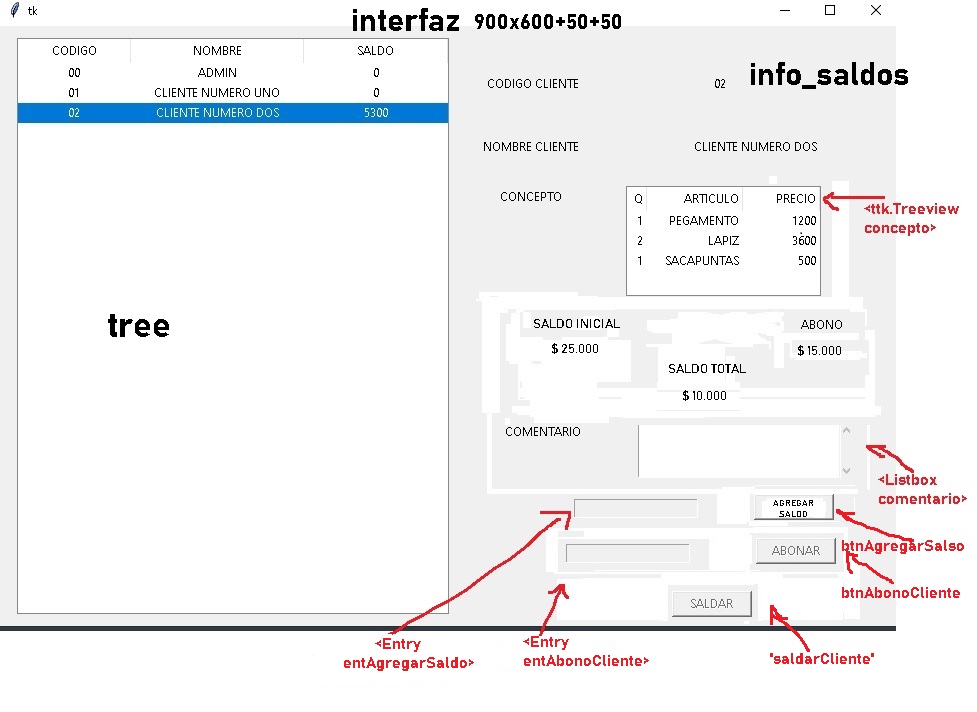 tk
interfaz 900x600+50+50
CODIGO NOMBRE SALDO
00 ADMIN 0
01 CLIENTE NUMERO UNO 0
02 CLIENTE NUMERO DOS 5300
tree
info_saldos
CODIGO CLIENTE 02
NOMBRE CLIENTE CLIENTE NUMERO DOS
CONCEPTO
Q ARTICULO PRECIO
1 PEGAMENTO 1200
2 LAPIZ 3600
1 SACAPUNTAS 500
<ttk.Treeview
concepto>
SALDO INICIAL
$ 25.000
ABONO
$ 15.000
SALDO TOTAL
$ 10.000
COMENTARIO
<Listbox
comentario>
AGREGAR
SALDO
btnAgregarSalso
ABONAR
btnAbonoCliente
SALDAR
"saldarCliente"
<Entry
entAgregarSaldo>
<Entry
entAbonoCliente>